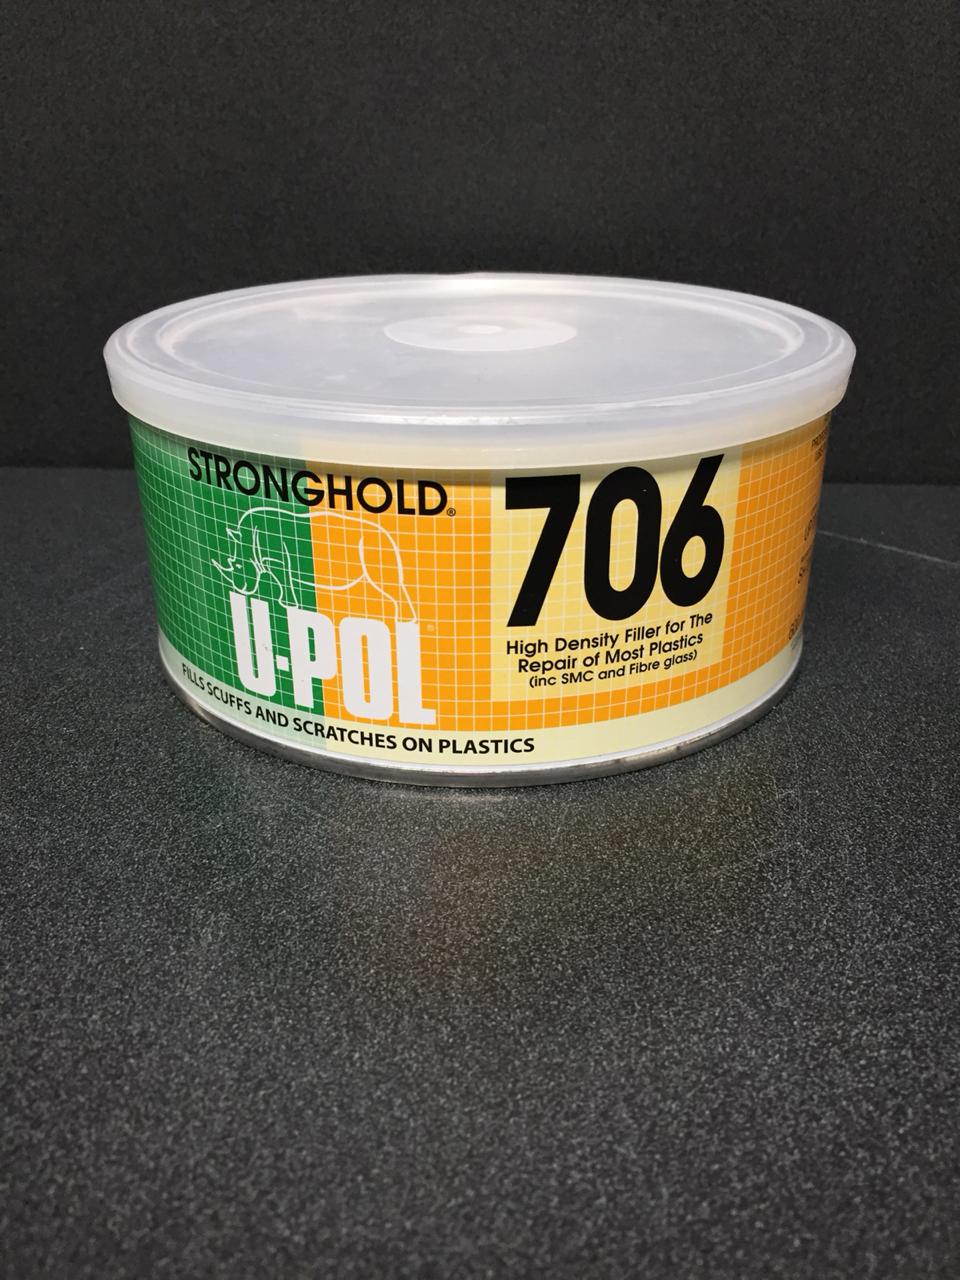 STRONGHOLD®
U-POL®
FILLS SCUFFS AND SCRATCHES ON PLASTICS
706
High Density Filler for The
Repair of Most Plastics
(inc SMC and Fibre glass)